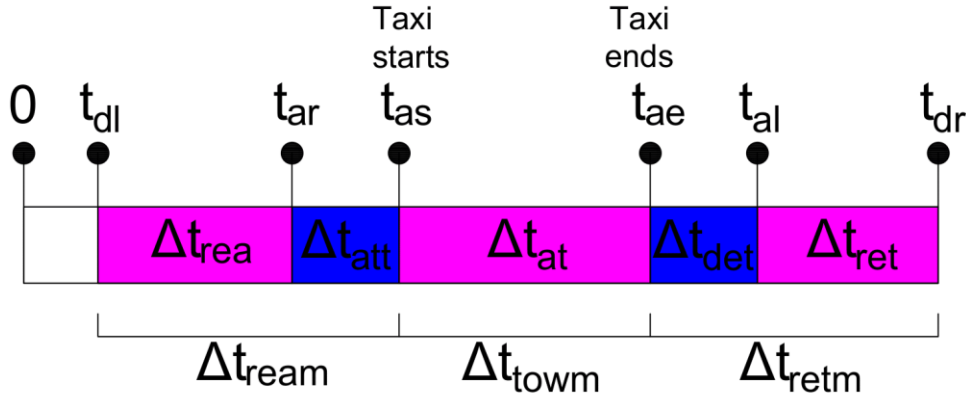 Taxi starts
Taxi ends
0 t_dl t_ar t_as t_ae t_al t_dr
Δt_rea Δt_att Δt_at Δt_det Δt_ret
Δt_ream Δt_towm Δt_retm